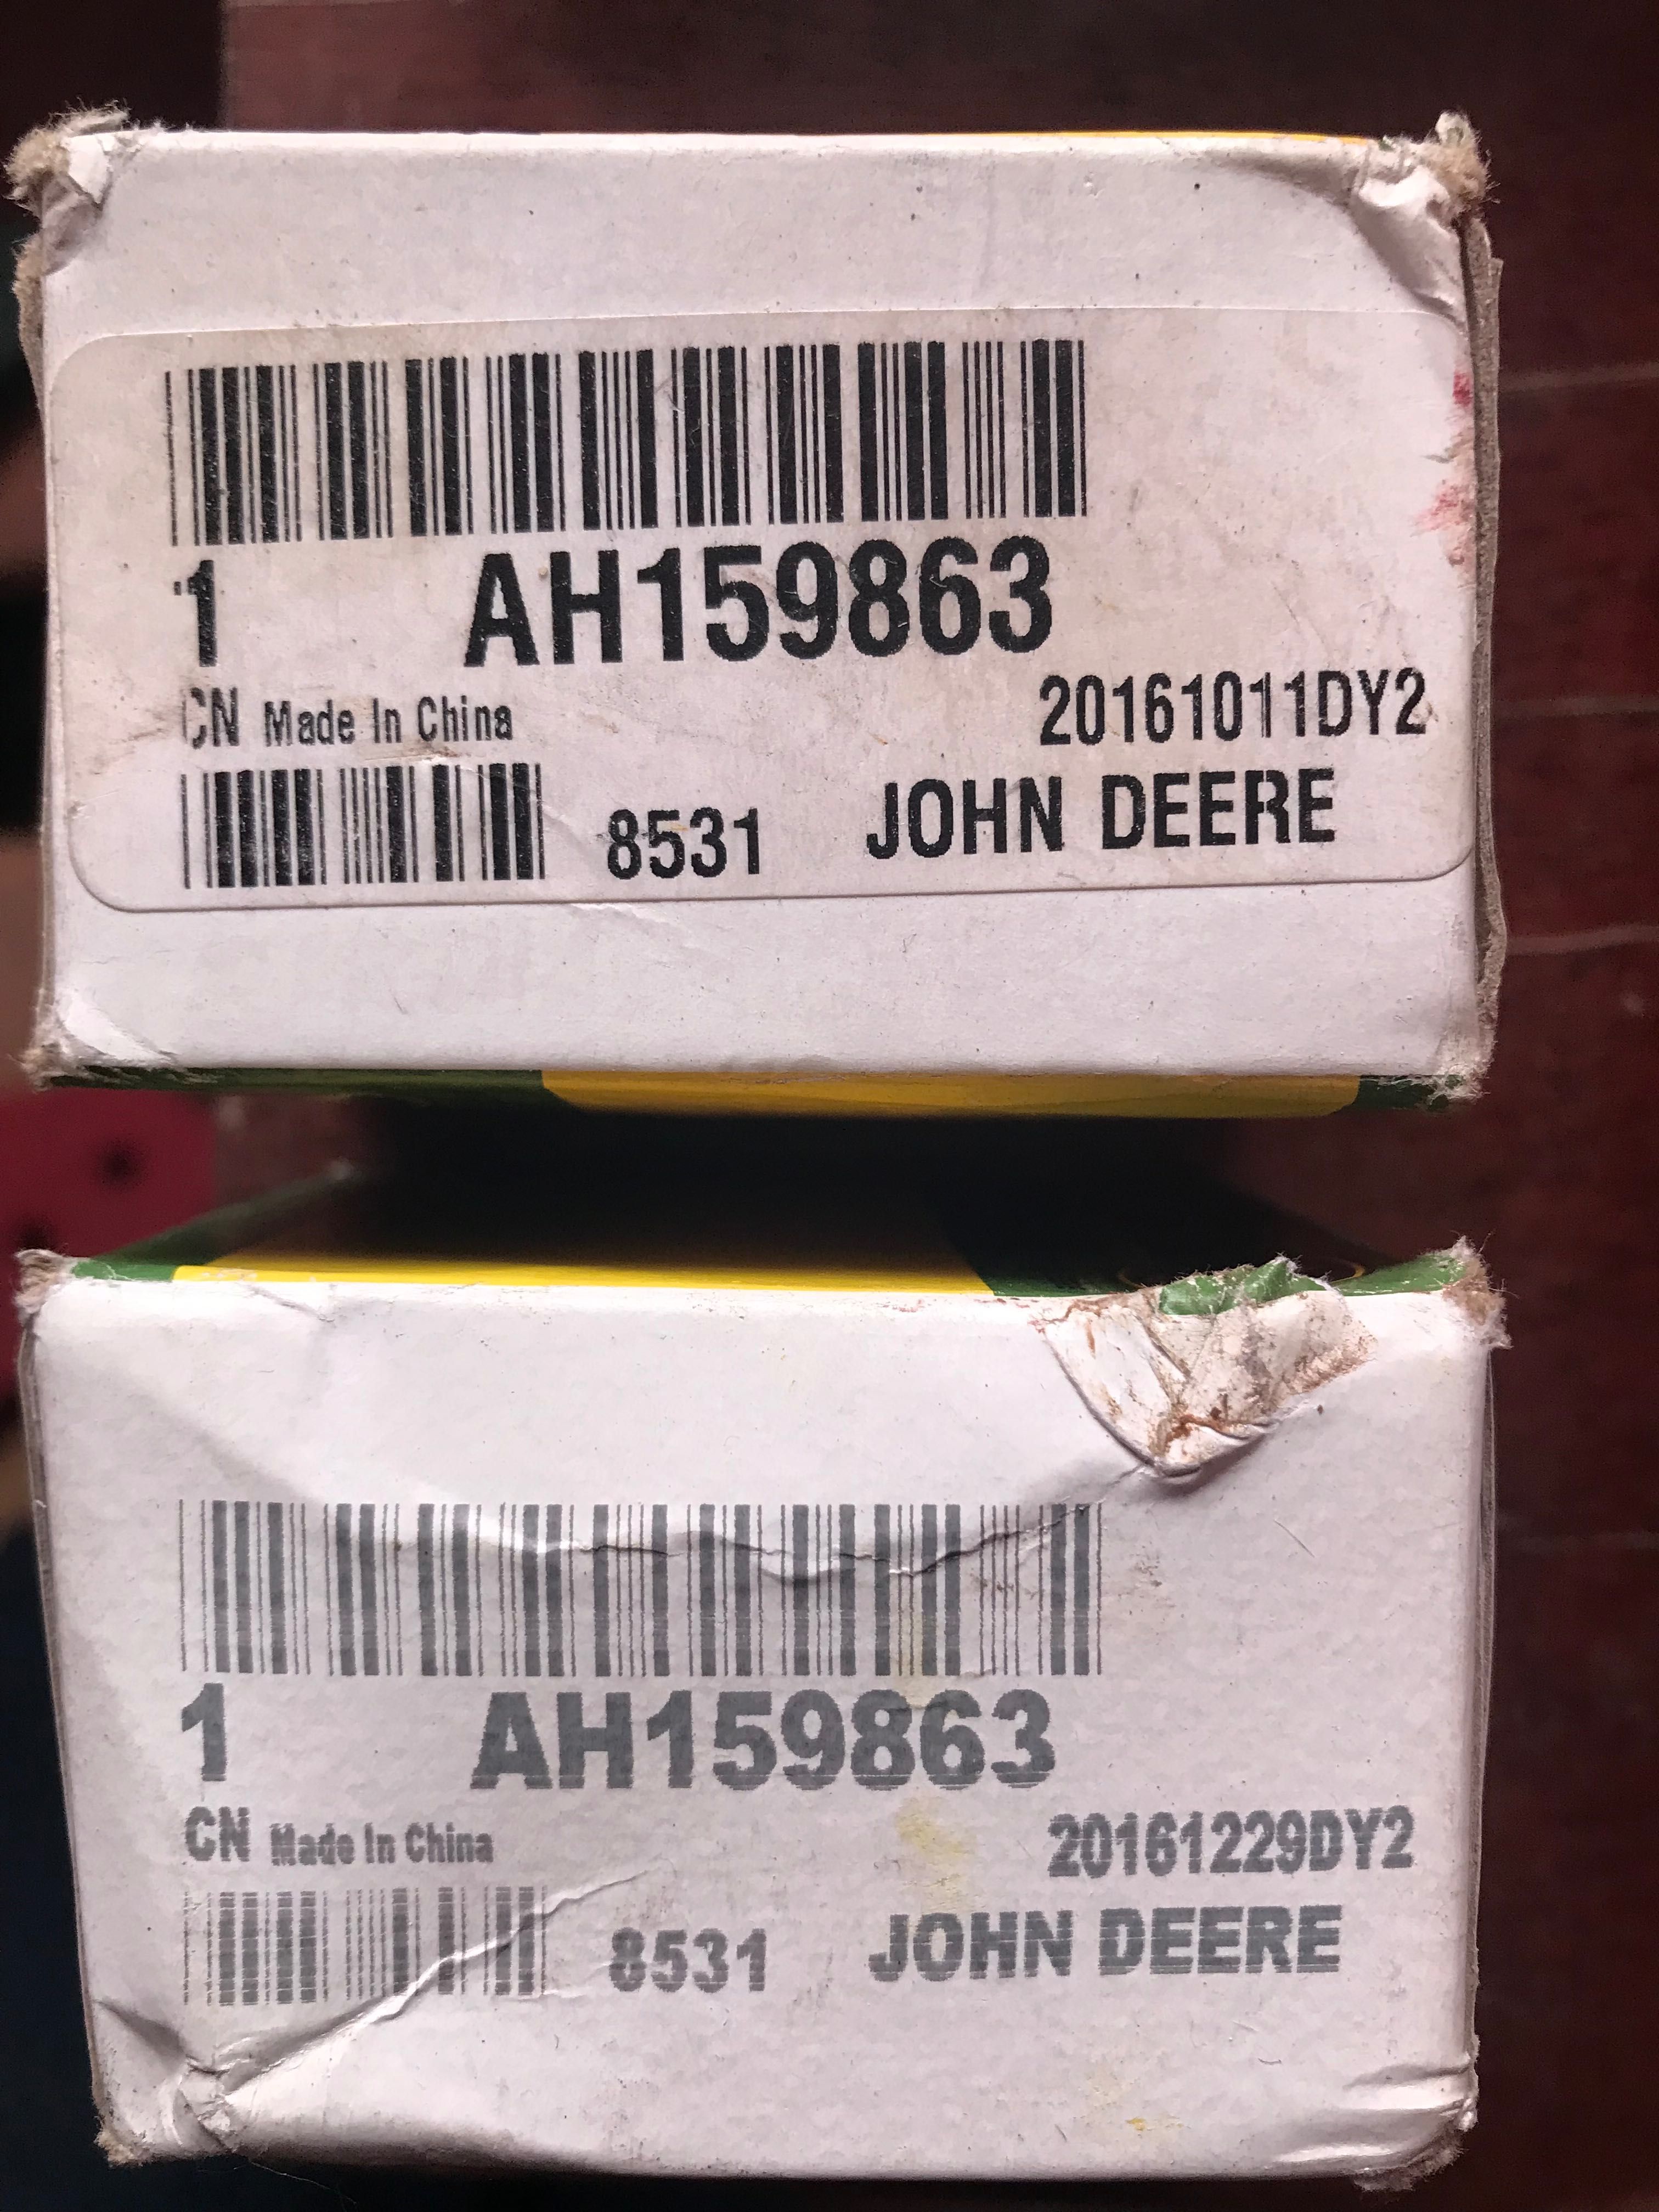 1 AH159863
CN Made In China 20161011DY2
8531 JOHN DEERE
1 AH159863
CN Made In China 20161229DY2
8531 JOHN DEERE